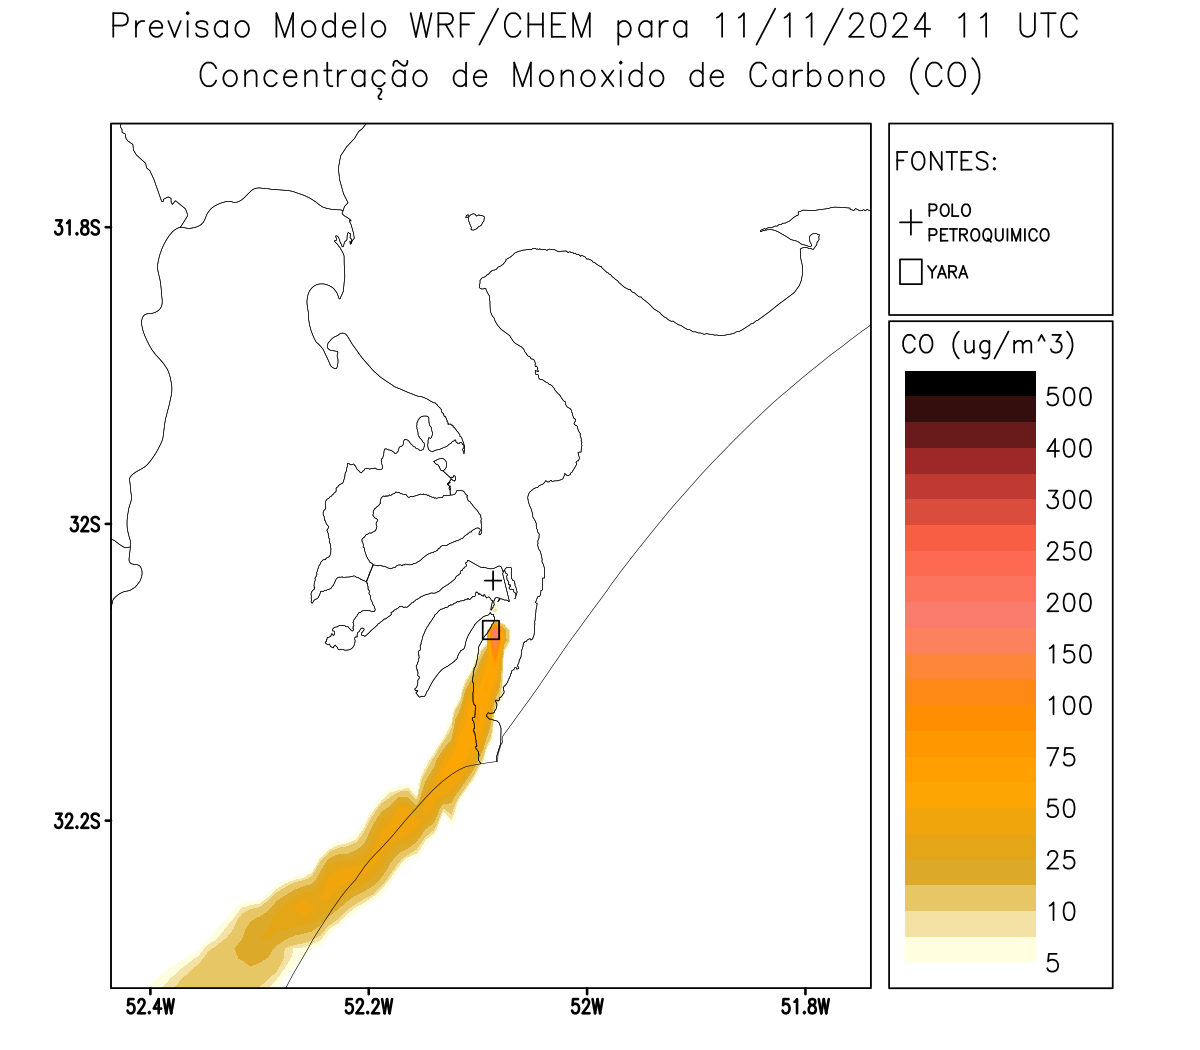 Previsao Modelo WRF/CHEM para 11/11/2024 11 UTC
Concentração de Monoxido de Carbono (CO)
FONTES:
POLO
PETROQUIMICO
YARA
CO (ug/m^3)
500
400
300
250
200
150
100
75
50
25
10
5
31.8S
32S
32.2S
52.4W
52.2W
52W
51.8W